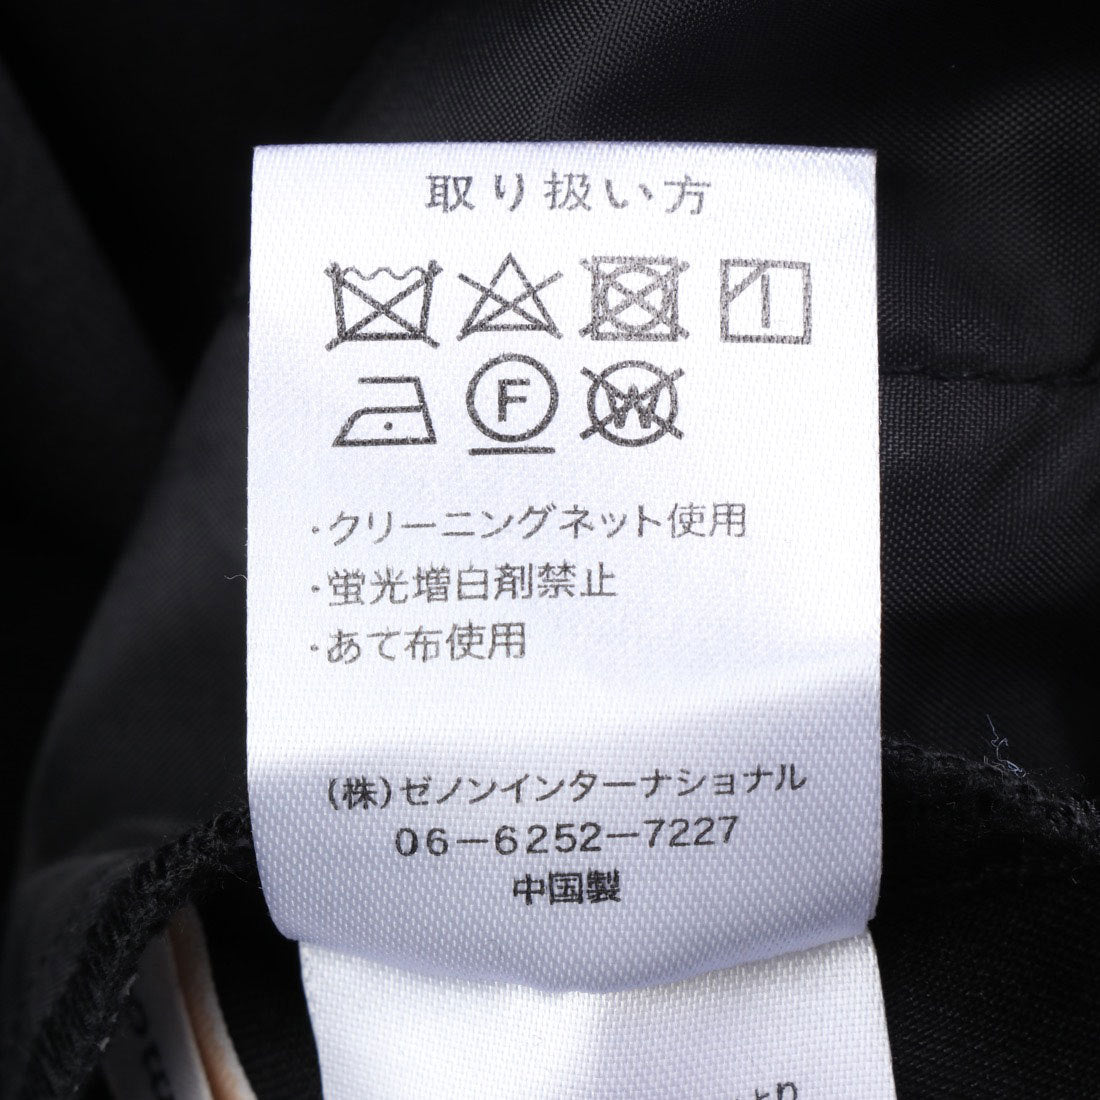 取り扱い方
F
W
・クリーニングネット使用
・蛍光増白剤禁止
・あて布使用
(株)ゼノンインターナショナル
06-6252-7227
中国製
より